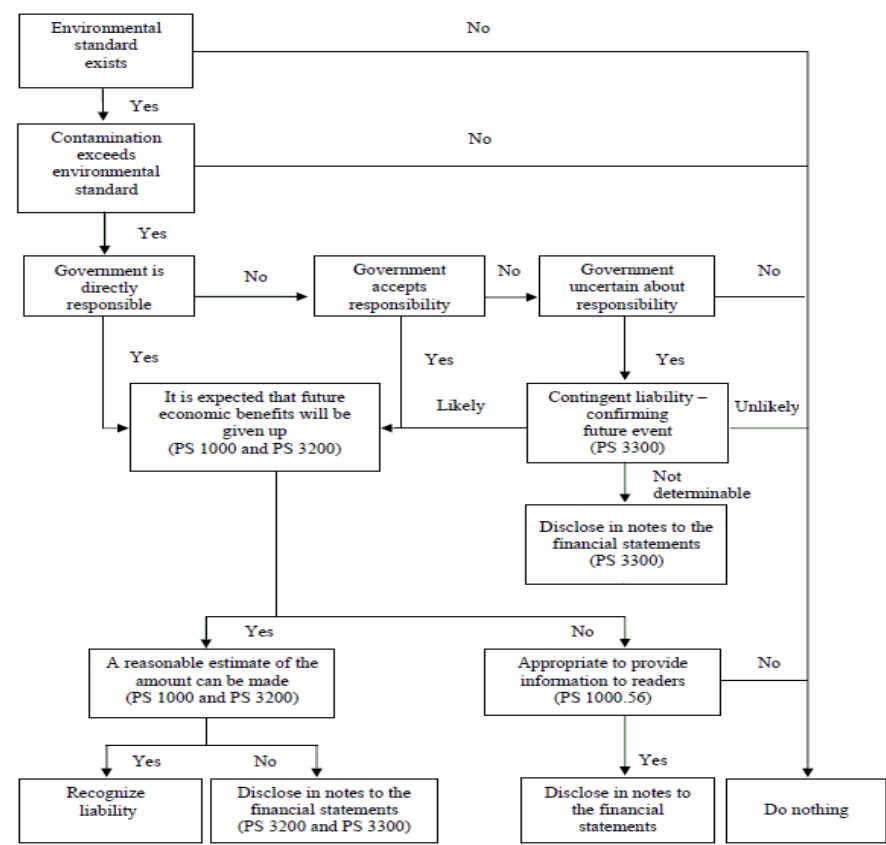 Environmental
standard
exists
No
Yes
Contamination
exceeds
environmental
standard
No
Yes
Government is
directly
responsible
No
Government
accepts
responsibility
No
Government
uncertain about
responsibility
No
Yes
Yes
Yes
It is expected that future
economic benefits will be
given up
(PS 1000 and PS 3200)
Likely
Contingent liability –
confirming
future event
(PS 3300)
Unlikely
Not
determinable
Disclose in notes to the
financial statements
(PS 3300)
Yes
No
A reasonable estimate of the
amount can be made
(PS 1000 and PS 3200)
Appropriate to provide
information to readers
(PS 1000.56)
No
Yes
No
Yes
Recognize
liability
Disclose in notes to the
financial statements
(PS 3200 and PS 3300)
Disclose in notes to
the financial
statements
Do nothing